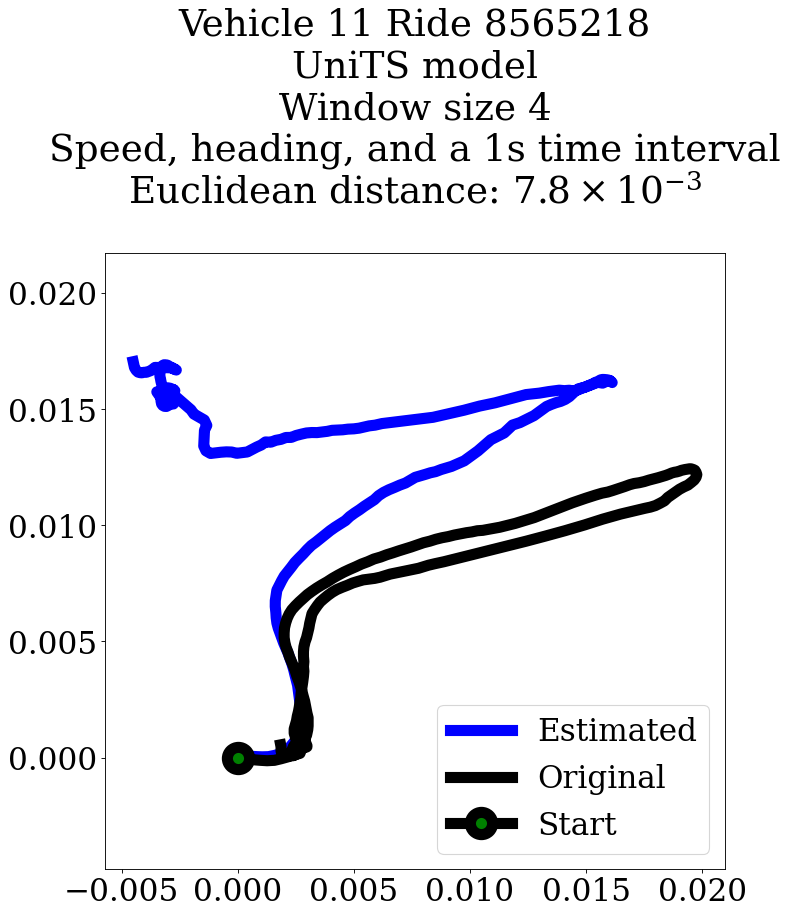 Vehicle 11 Ride 8565218
UniTS model
Window size 4
Speed, heading, and a 1s time interval
Euclidean distance: 7.8 × 10⁻³
0.020
0.015
0.010
0.005
0.000
Estimated
Original
Start
−0.005 0.000 0.005 0.010 0.015 0.020